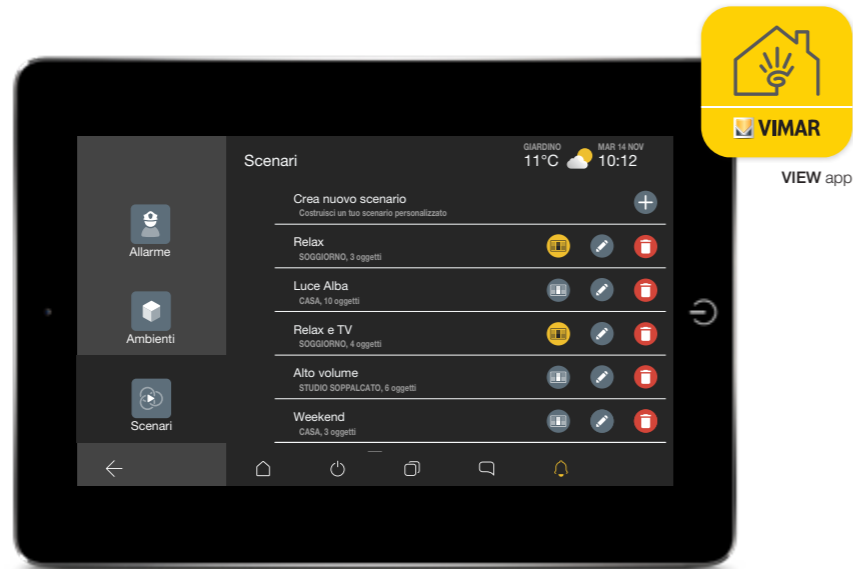 VIMAR
VIEW app
Scenari
GIARDINO
11°C
MAR 14 NOV
10:12
Allarme
Ambienti
Scenari
Crea nuovo scenario
Costruisci un tuo scenario personalizzato
Relax
SOGGIORNO, 3 oggetti
Luce Alba
CASA, 10 oggetti
Relax e TV
SOGGIORNO, 4 oggetti
Alto volume
STUDIO SOPPALCATO, 6 oggetti
Weekend
CASA, 3 oggetti